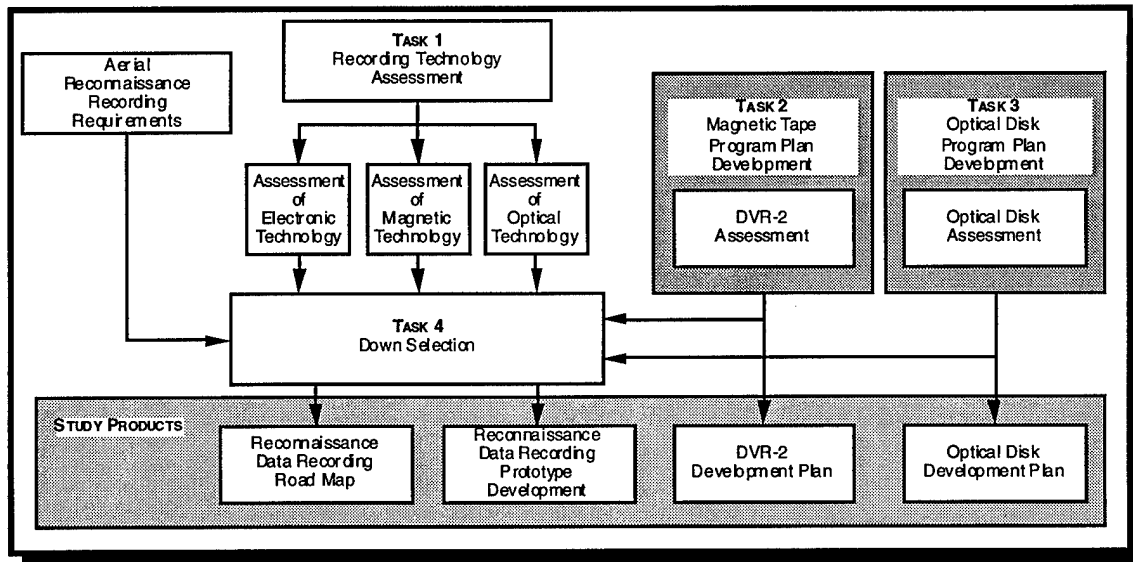 TASK 1
Recording Technology
Assessment
Aerial
Reconnaissance
Recording
Requirements
TASK 2
Magnetic Tape
Program Plan
Development
TASK 3
Optical Disk
Program Plan
Development
Assessment
of
Electronic
Technology
Assessment
of
Magnetic
Technology
Assessment
of
Optical
Technology
DVR-2
Assessment
Optical Disk
Assessment
TASK 4
Down Selection
STUDY PRODUCTS
Reconnaissance
Data Recording
Road Map
Reconnaissance
Data Recording
Prototype
Development
DVR-2
Development Plan
Optical Disk
Development Plan